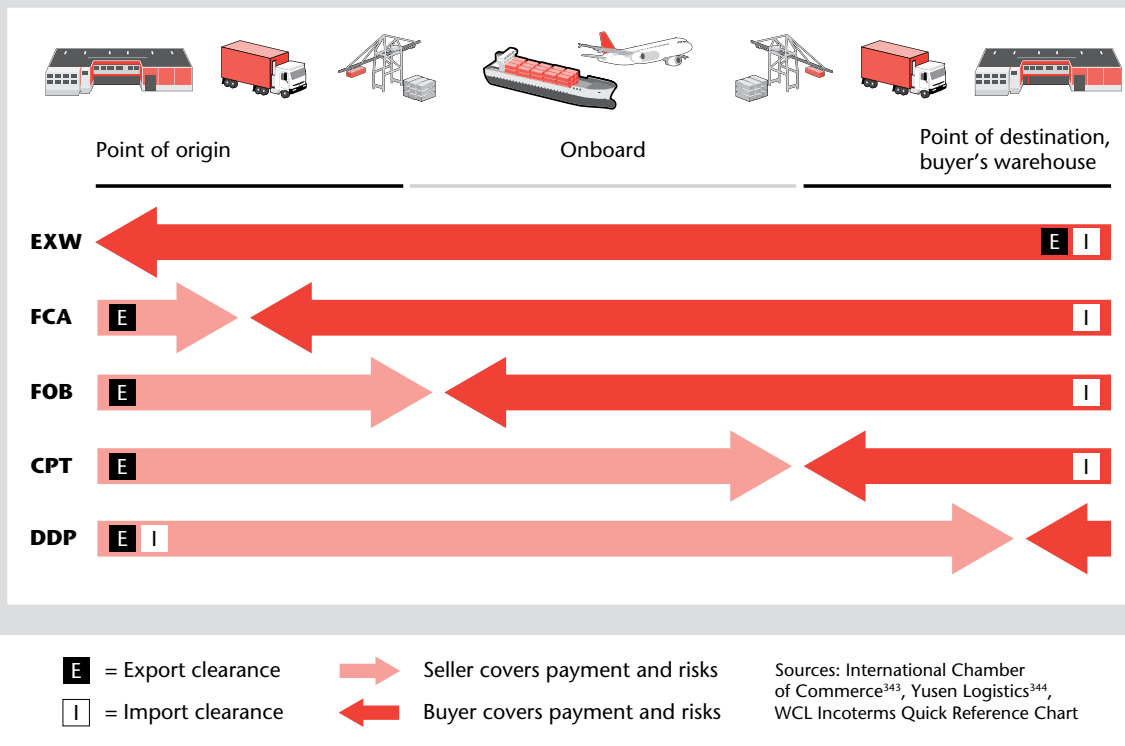 Point of origin
Onboard
Point of destination,
buyer’s warehouse
EXW
E I
FCA
E
I
FOB
E
I
CPT
E
I
DDP
E I
E = Export clearance
Seller covers payment and risks
I = Import clearance
Buyer covers payment and risks
Sources: International Chamber
of Commerce³⁴³, Yusen Logistics³⁴⁴,
WCL Incoterms Quick Reference Chart